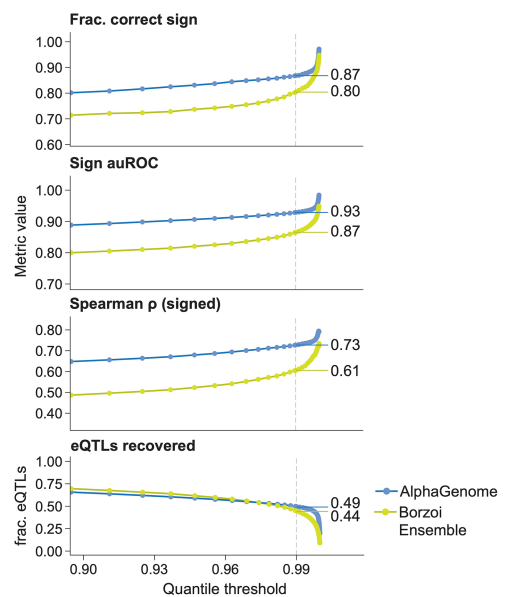 Frac. correct sign
1.00
0.90
0.80
0.70
0.60
0.87
0.80
Sign auROC
1.00
0.90
0.80
0.70
0.93
0.87
Metric value
Spearman ρ (signed)
0.80
0.70
0.60
0.50
0.40
0.73
0.61
eQTLs recovered
1.00
0.75
0.50
0.25
0.00
0.49
0.44
frac. eQTLs
0.90 0.93 0.96 0.99
Quantile threshold
AlphaGenome
Borzoi
Ensemble